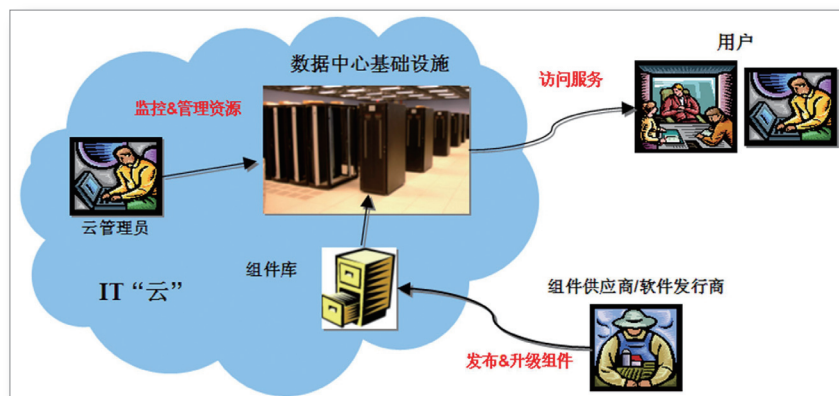 用户
数据中心基础设施
访问服务
监控&管理资源
云管理员
组件库
IT “云”
组件供应商/软件发行商
发布&升级组件